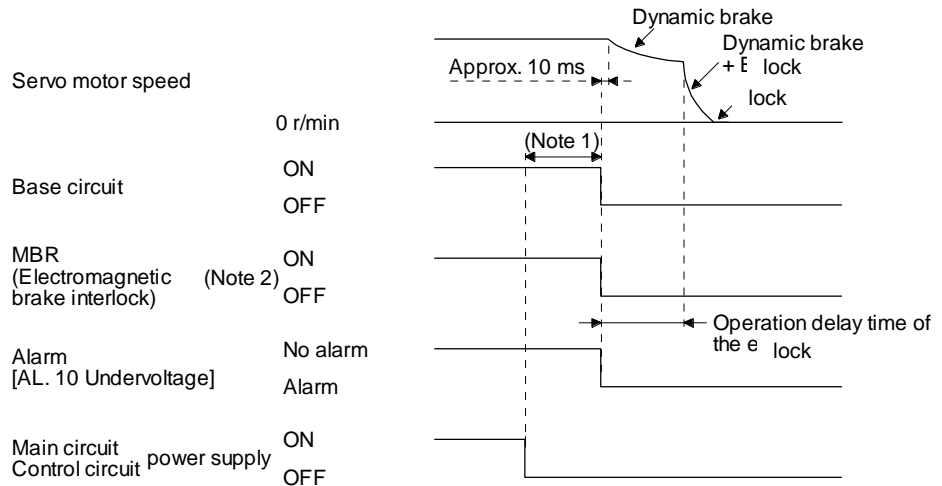 Dynamic brake
Dynamic brake
+ E lock
lock
Approx. 10 ms
Servo motor speed
0 r/min
(Note 1)
ON
Base circuit
OFF
MBR
(Electromagnetic
brake interlock)
(Note 2)
ON
OFF
Operation delay time of
the e lock
No alarm
Alarm
[AL. 10 Undervoltage]
Alarm
ON
Main circuit
Control circuit
power supply
OFF